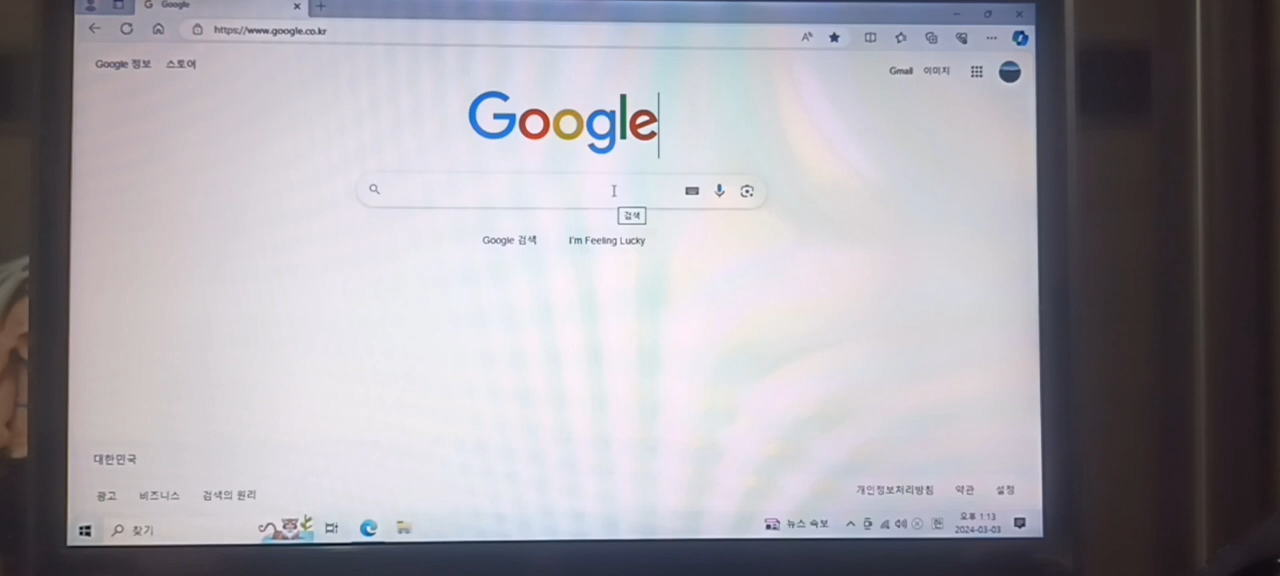 Google
https://www.google.co.kr
Google 정보 스토어
Gmail 이미지
Google
검색
Google 검색 I'm Feeling Lucky
대한민국
광고 비즈니스 검색의 원리
개인정보처리방침 약관 설정
찾기
뉴스 속보
오후 1:13
2024-03-03